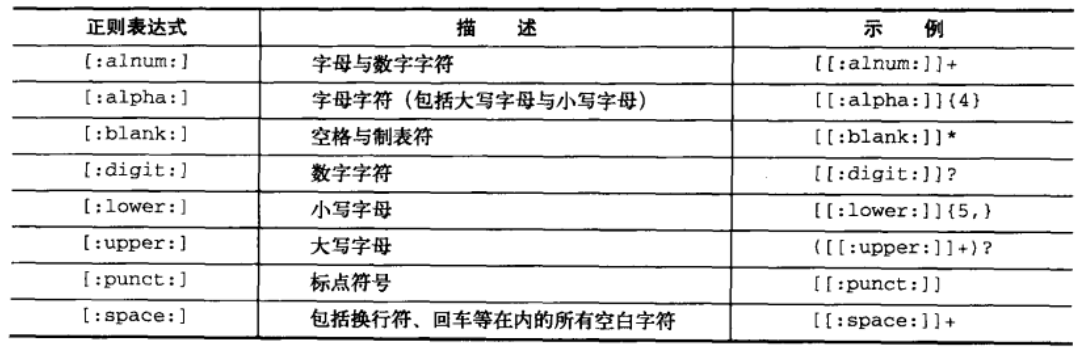 正则表达式 描 述 示 例
[:alnum:] 字母与数字字符 [[:alnum:]]+
[:alpha:] 字母字符（包括大写字母与小写字母） [[:alpha:]]{4}
[:blank:] 空格与制表符 [[:blank:]]*
[:digit:] 数字字符 [[:digit:]]?
[:lower:] 小写字母 [[:lower:]]{5,}
[:upper:] 大写字母 ([[:upper:]]+)?
[:punct:] 标点符号 [[:punct:]]
[:space:] 包括换行符、回车等在内的所有空白字符 [[:space:]]+